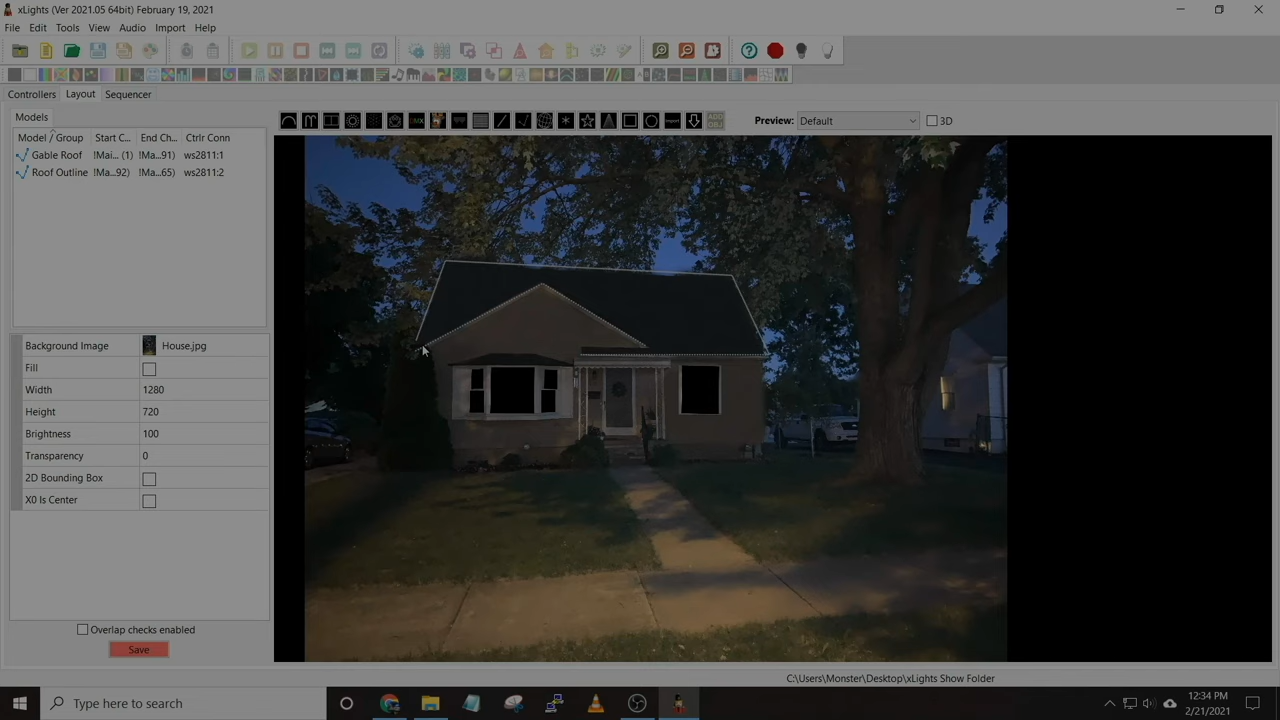 xLights (Ver 2021.05 64bit) February 19, 2021
File Edit Tools View Audio Import Help
Controllers Layout Sequencer
Models
Model / Group Start C... End Ch... Ctrlr Conn
Gable Roof !Mai... (1) !Ma...91) ws2811:1
Roof Outline !Ma...92) !Ma...65) ws2811:2
DMX
Import
ADD OBJ
Preview: Default 3D
Background Image House.jpg
Fill
Width 1280
Height 720
Brightness 100
Transparency 0
2D Bounding Box
X0 Is Center
Overlap checks enabled
Save
C:\Users\Monster\Desktop\xLights Show Folder
Type here to search
12:34 PM
2/21/2021